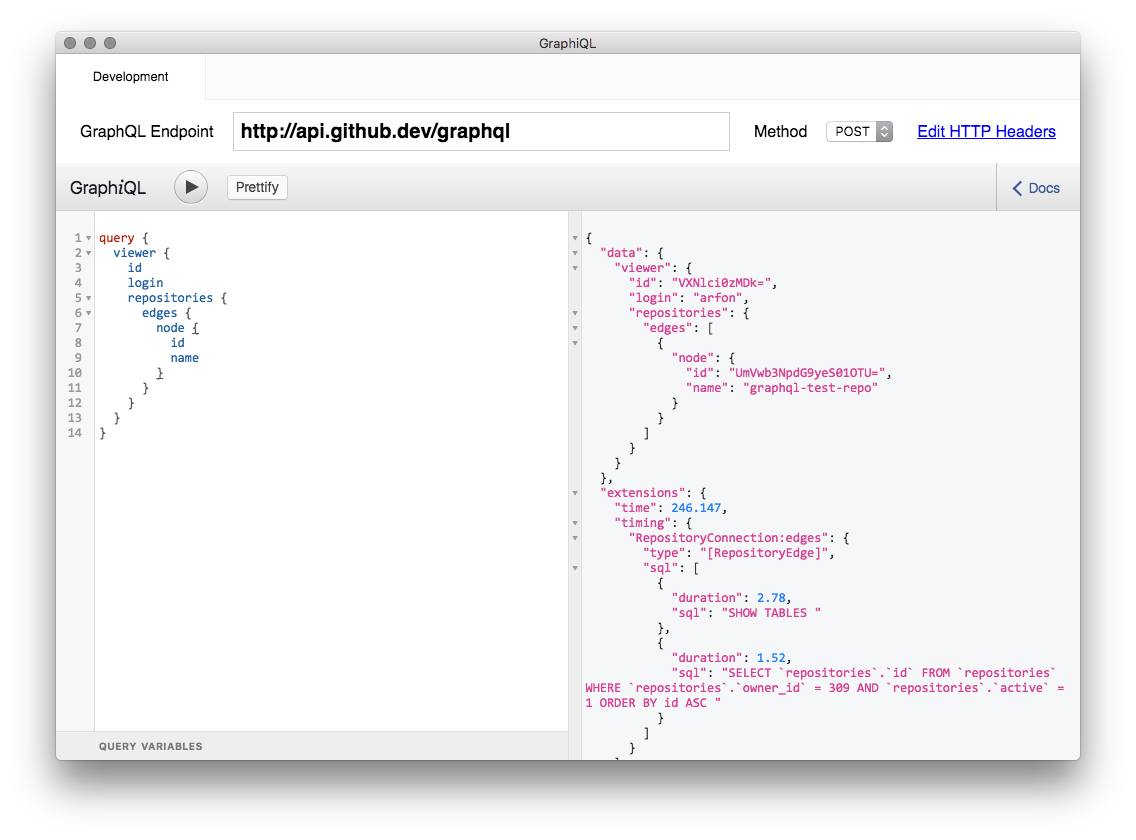 GraphiQL
Development
GraphQL Endpoint http://api.github.dev/graphql Method POST Edit HTTP Headers
GraphiQL Prettify Docs
1 query {
2 viewer {
3 id
4 login
5 repositories {
6 edges {
7 node {
8 id
9 name
10 }
11 }
12 }
13 }
14 }
QUERY VARIABLES
{
"data": {
"viewer": {
"id": "VXNlci0zMDk=",
"login": "arfon",
"repositories": {
"edges": [
{
"node": {
"id": "UmVwb3NpdG9yeS01OTU=",
"name": "graphql-test-repo"
}
}
]
}
}
},
"extensions": {
"time": 246.147,
"timing": {
"RepositoryConnection:edges": {
"type": "[RepositoryEdge]",
"sql": [
{
"duration": 2.78,
"sql": "SHOW TABLES "
},
{
"duration": 1.52,
"sql": "SELECT `repositories`.`id` FROM `repositories`
WHERE `repositories`.`owner_id` = 309 AND `repositories`.`active` =
1 ORDER BY id ASC "
}
]
}